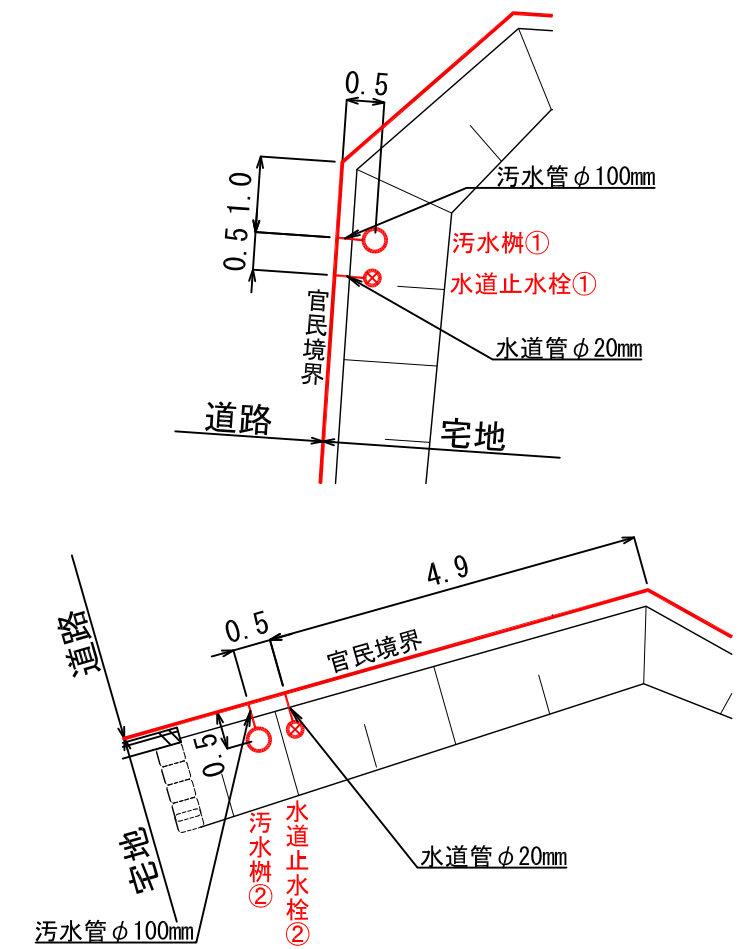 0.5
汚水管φ100mm
1.0
0.5
汚水桝①
水道止水栓①
官民境界
水道管φ20mm
道路
宅地
4.9
0.5
官民境界
道路
0.5
宅地
汚水桝②
水道止水栓②
水道管φ20mm
汚水管φ100mm